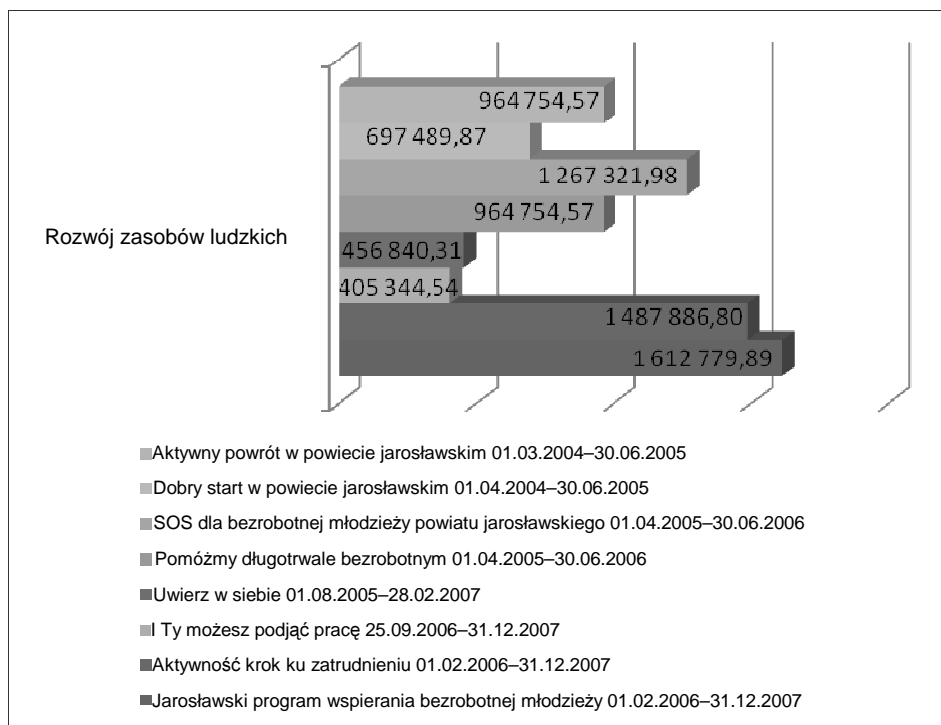 964 754,57
697 489,87
1 267 321,98
964 754,57
Rozwój zasobów ludzkich
456 840,31
405 344,54
1 487 886,80
1 612 779,89
Aktywny powrót w powiecie jarosławskim 01.03.2004–30.06.2005
Dobry start w powiecie jarosławskim 01.04.2004–30.06.2005
SOS dla bezrobotnej młodzieży powiatu jarosławskiego 01.04.2005–30.06.2006
Pomóżmy długotrwale bezrobotnym 01.04.2005–30.06.2006
Uwierz w siebie 01.08.2005–28.02.2007
I Ty możesz podjąć pracę 25.09.2006–31.12.2007
Aktywność krok ku zatrudnieniu 01.02.2006–31.12.2007
Jarosławski program wspierania bezrobotnej młodzieży 01.02.2006–31.12.2007